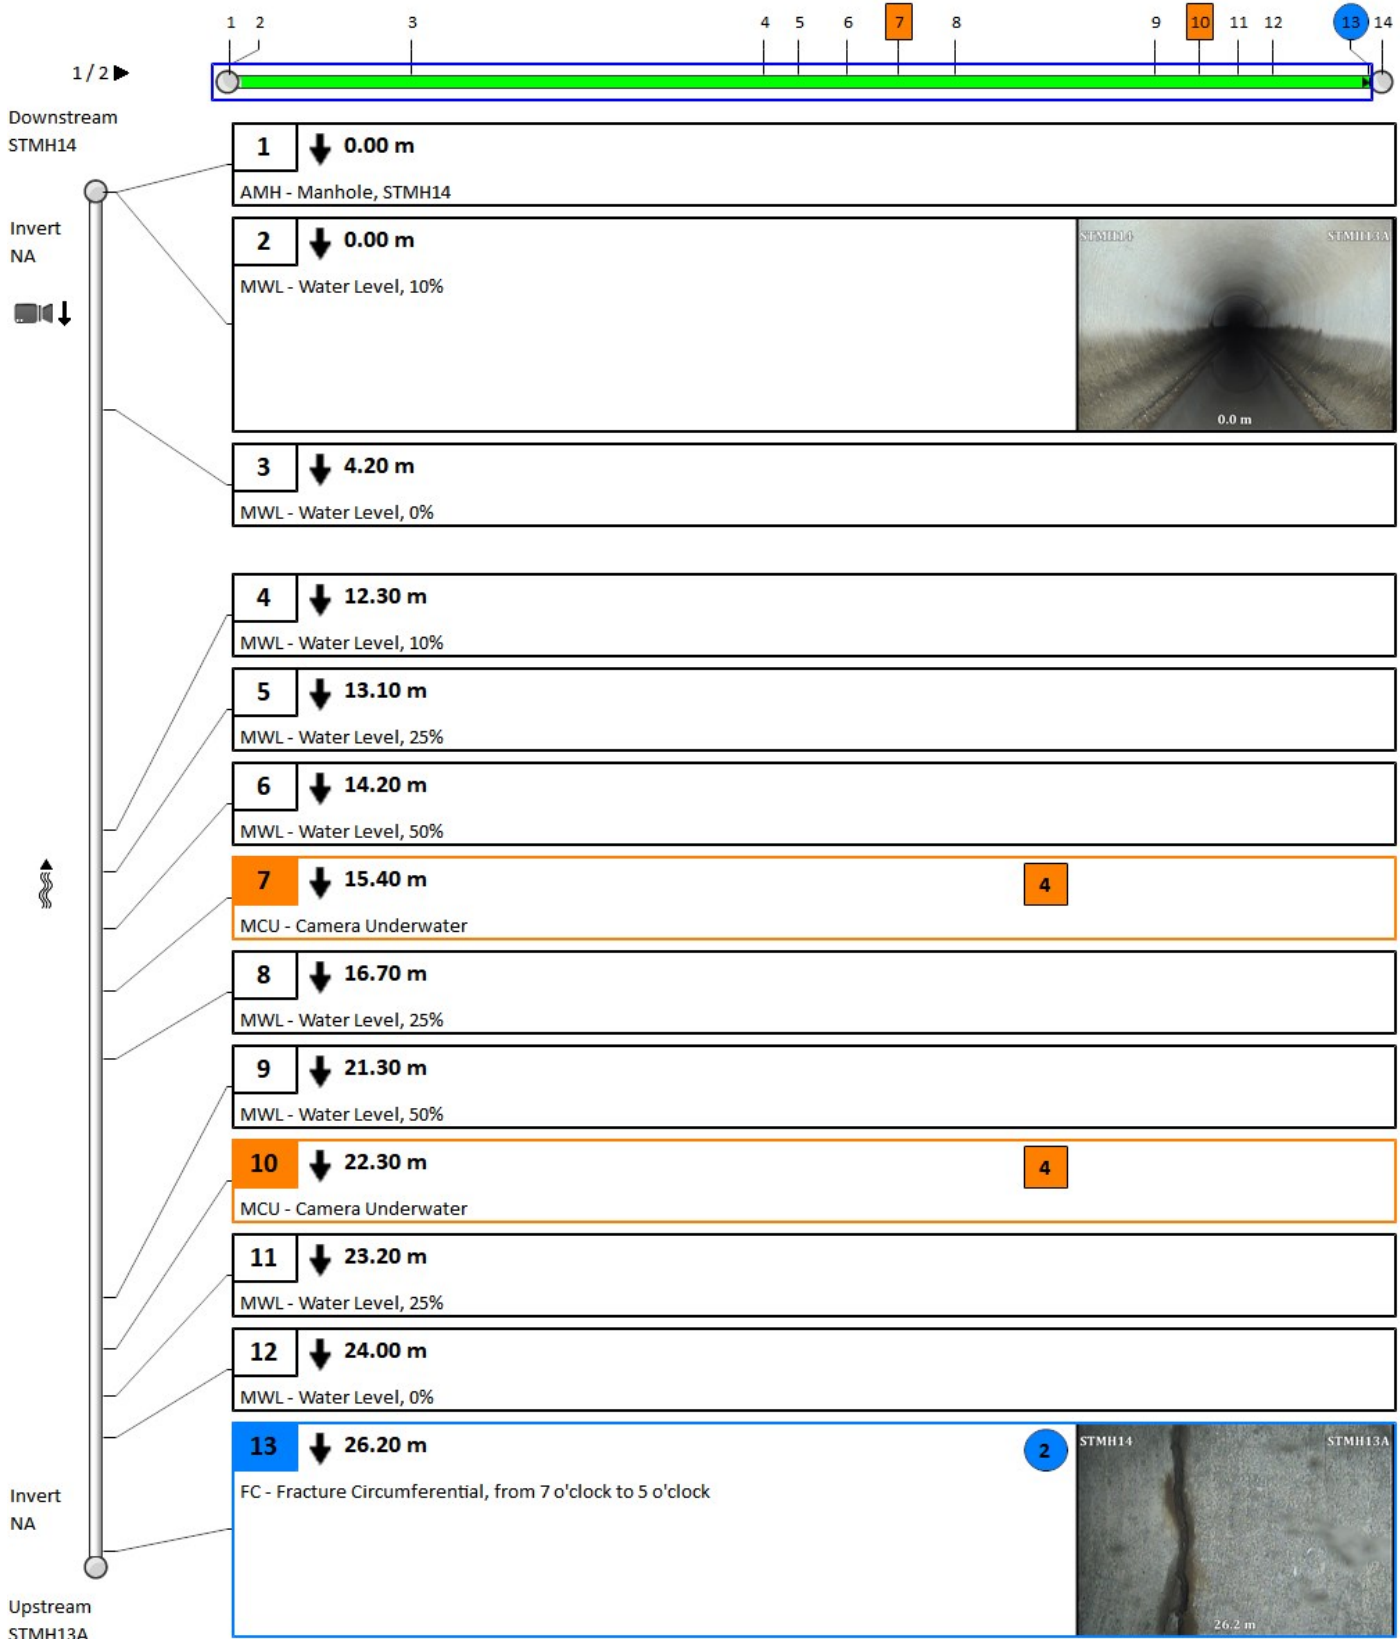 1 2 3 4 5 6 7 8 9 10 11 12 13 14
1 / 2
Downstream
STMH14
Invert
NA
1 0.00 m
AMH - Manhole, STMH14
2 0.00 m
MWL - Water Level, 10%
STMH14 STMH13A
0.0 m
3 4.20 m
MWL - Water Level, 0%
4 12.30 m
MWL - Water Level, 10%
5 13.10 m
MWL - Water Level, 25%
6 14.20 m
MWL - Water Level, 50%
7 15.40 m 4
MCU - Camera Underwater
8 16.70 m
MWL - Water Level, 25%
9 21.30 m
MWL - Water Level, 50%
10 22.30 m 4
MCU - Camera Underwater
11 23.20 m
MWL - Water Level, 25%
12 24.00 m
MWL - Water Level, 0%
13 26.20 m 2
FC - Fracture Circumferential, from 7 o'clock to 5 o'clock
STMH14 STMH13A
26.2 m
Invert
NA
Upstream
STMH13A